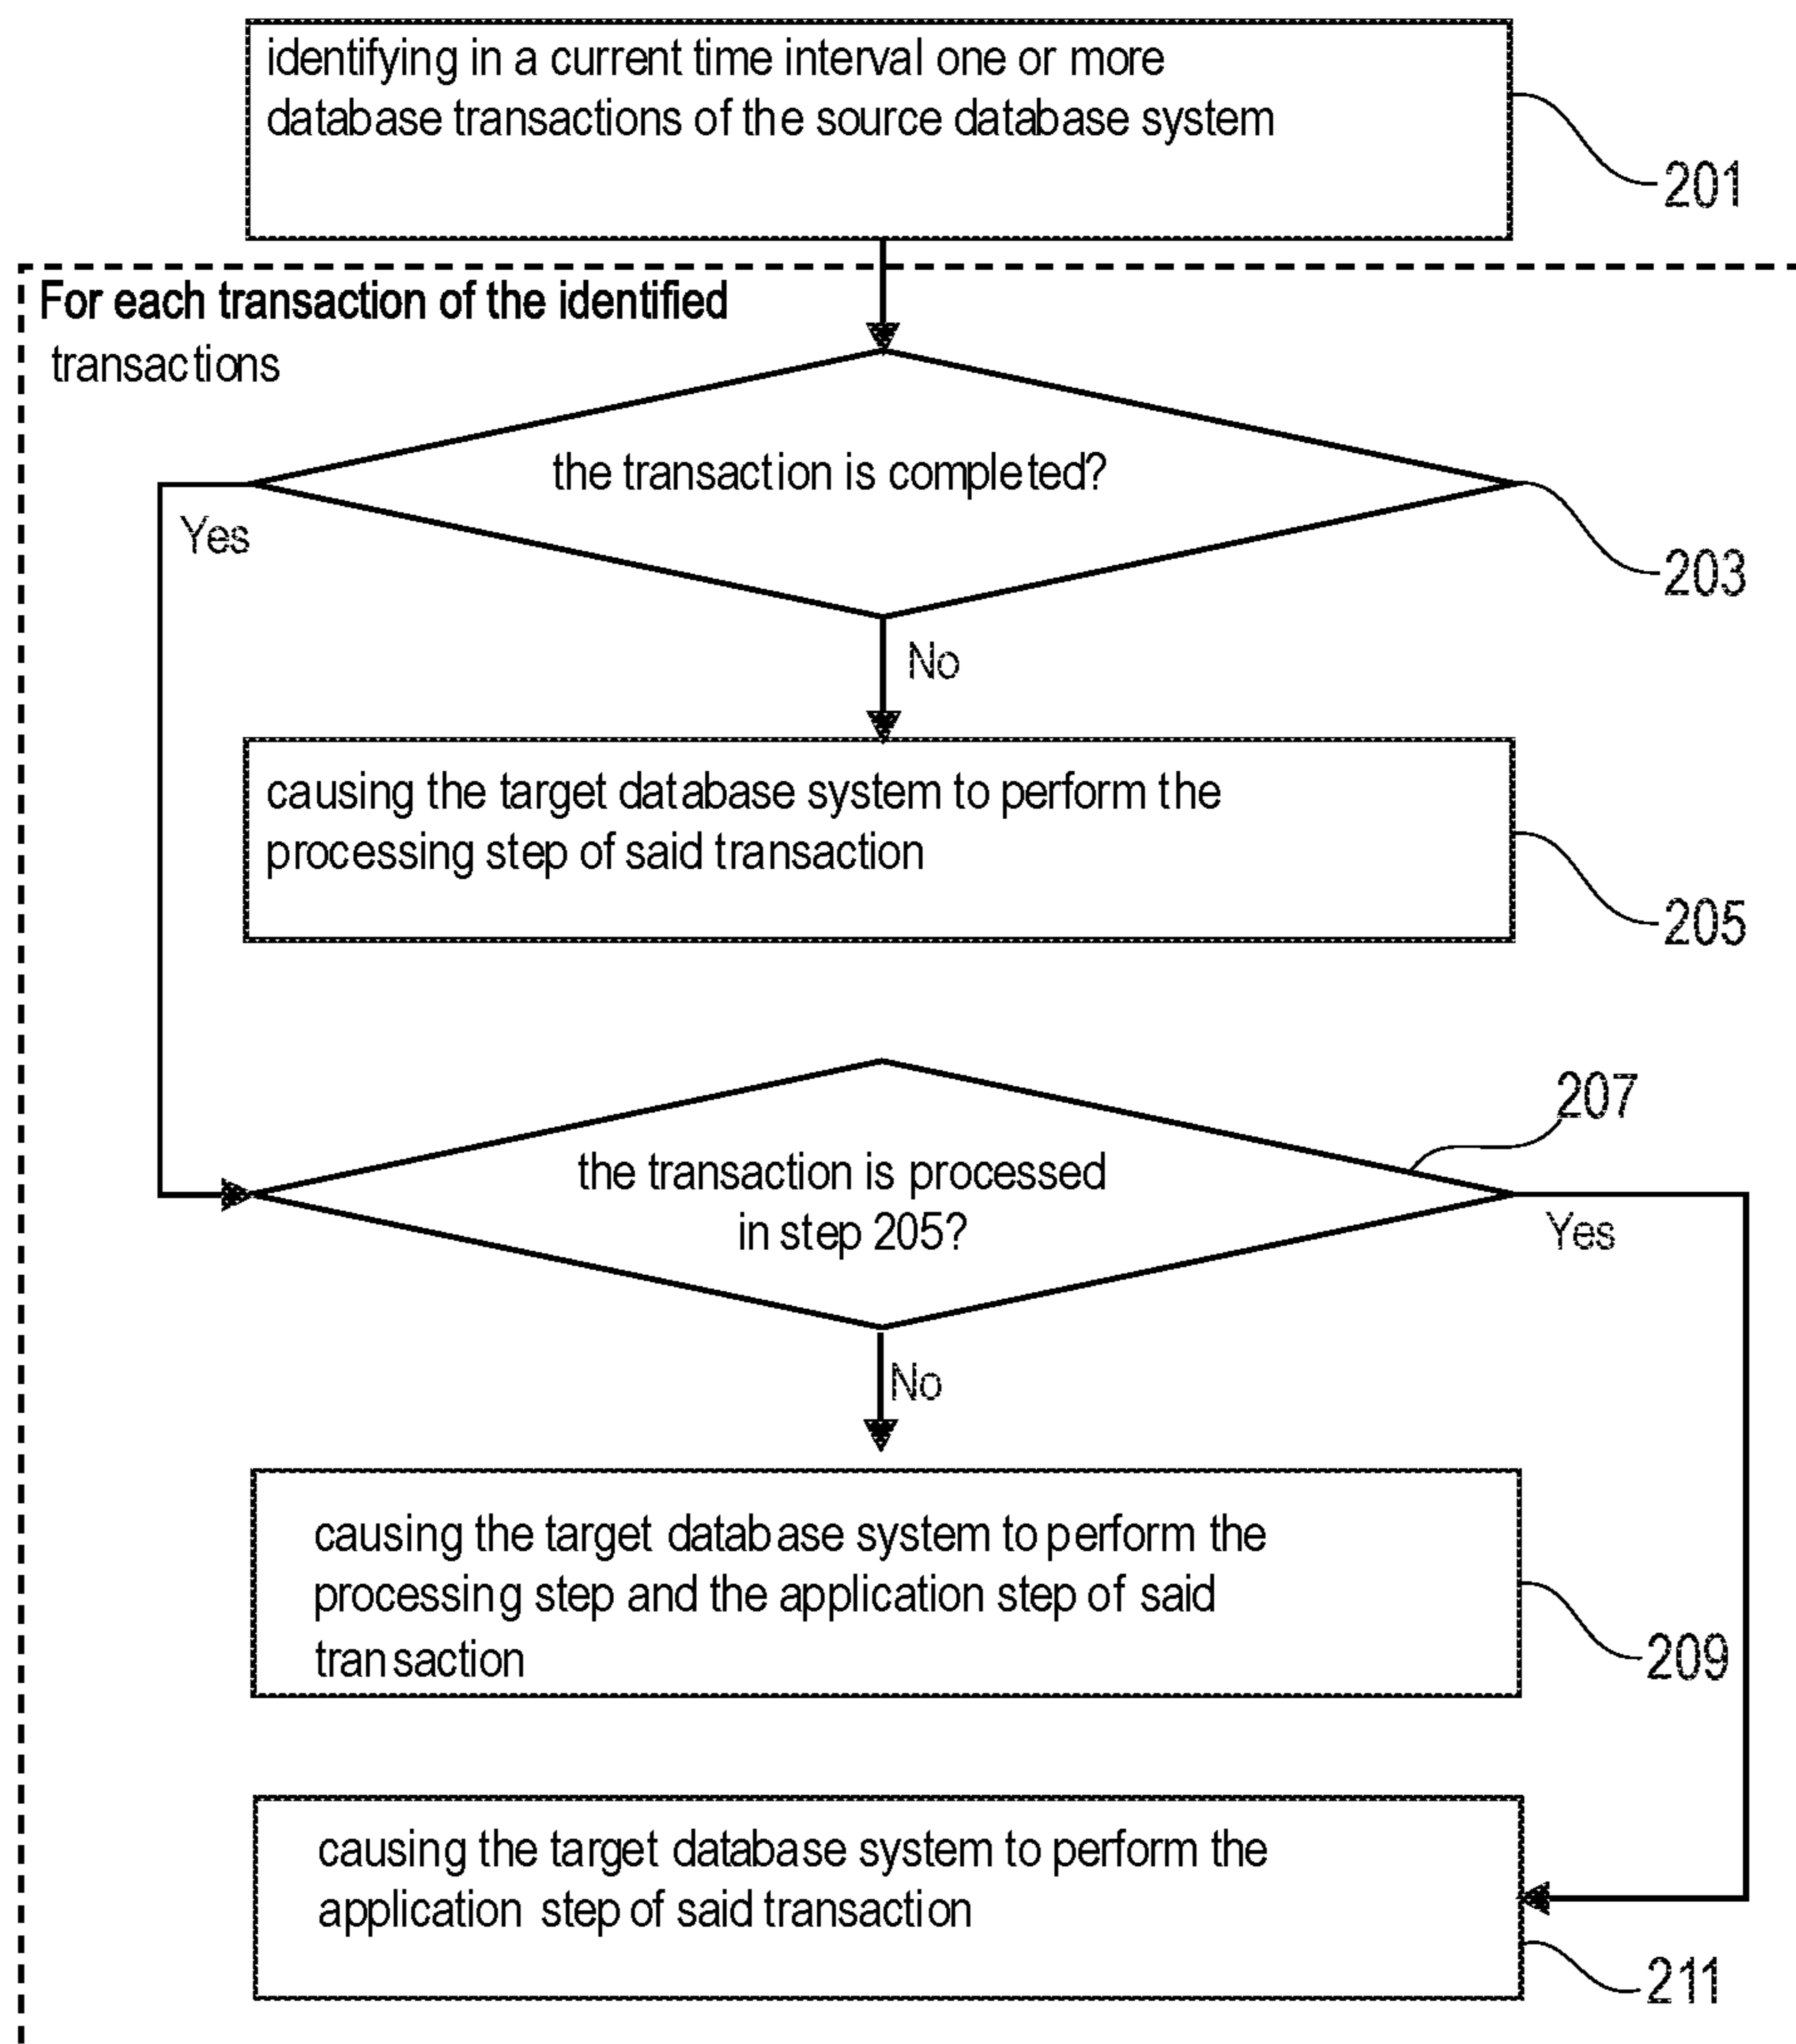 identifying in a current time interval one or more
database transactions of the source database system
201
For each transaction of the identified
transactions
the transaction is completed?
Yes
203
No
causing the target database system to perform the
processing step of said transaction
205
207
the transaction is processed
in step 205?
Yes
No
causing the target database system to perform the
processing step and the application step of said
transaction
209
causing the target database system to perform the
application step of said transaction
211